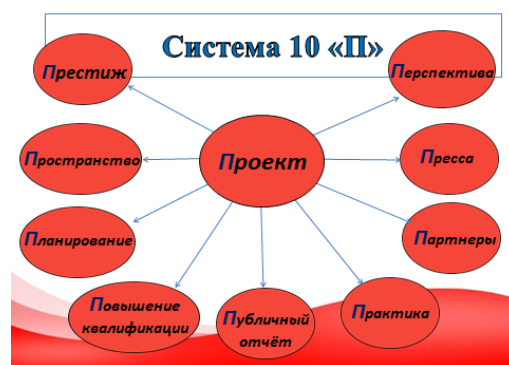 Система 10 «П»
Престиж
Перспектива
Пространство
Проект
Пресса
Планирование
Партнеры
Повышение
квалификации
Публичный
отчёт
Практика